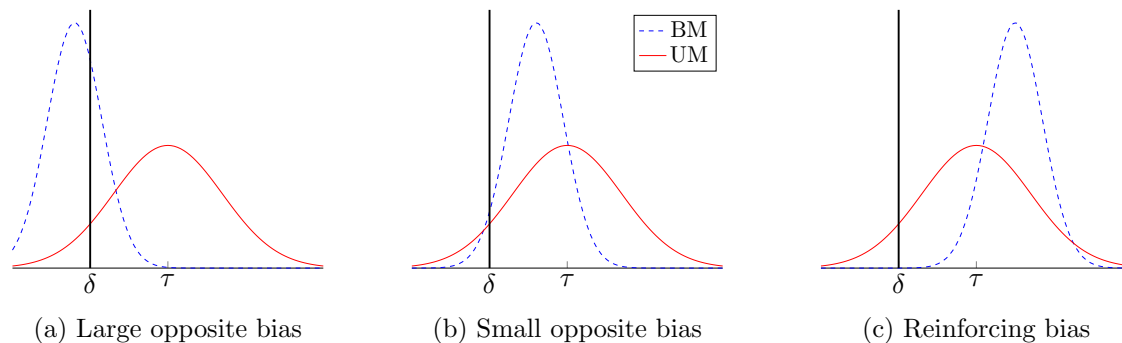 BM
UM
δ
τ
δ
τ
δ
τ
(a) Large opposite bias
(b) Small opposite bias
(c) Reinforcing bias